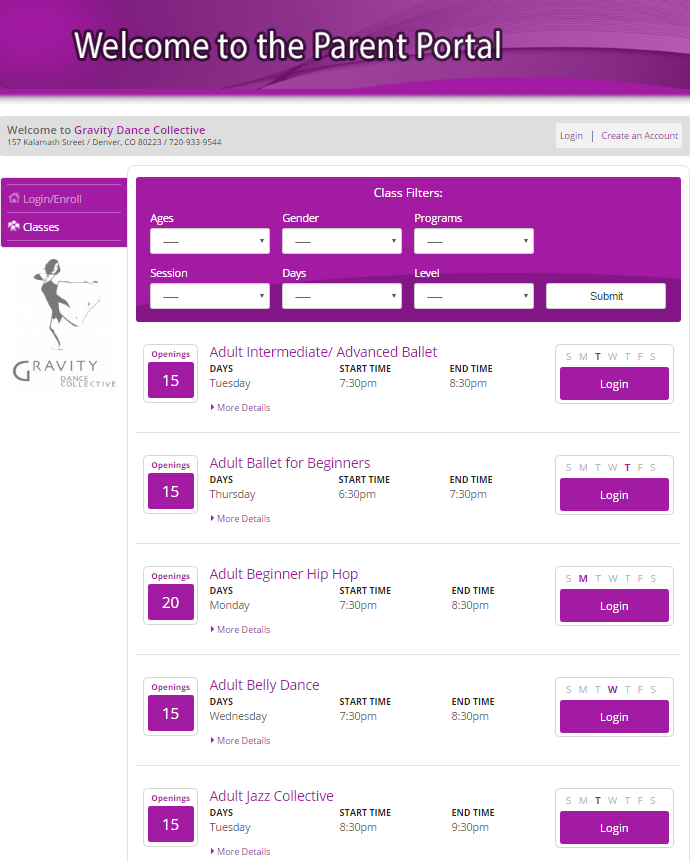 Welcome to the Parent Portal
Welcome to Gravity Dance Collective
157 Kalamath Street / Denver, CO 80223 / 720-933-9544
Login | Create an Account
Login/Enroll
Classes
GRAVITY
DANCE
COLLECTIVE
Class Filters:
Ages Gender Programs
----- ----- -----
Session Days Level
----- ----- ----- Submit
Openings
15
Adult Intermediate/ Advanced Ballet
DAYS START TIME END TIME
Tuesday 7:30pm 8:30pm
More Details
S M T W T F S
Login
Openings
15
Adult Ballet for Beginners
DAYS START TIME END TIME
Thursday 6:30pm 7:30pm
More Details
S M T W T F S
Login
Openings
20
Adult Beginner Hip Hop
DAYS START TIME END TIME
Monday 7:30pm 8:30pm
More Details
S M T W T F S
Login
Openings
15
Adult Belly Dance
DAYS START TIME END TIME
Wednesday 7:30pm 8:30pm
More Details
S M T W T F S
Login
Openings
15
Adult Jazz Collective
DAYS START TIME END TIME
Tuesday 8:30pm 9:30pm
More Details
S M T W T F S
Login